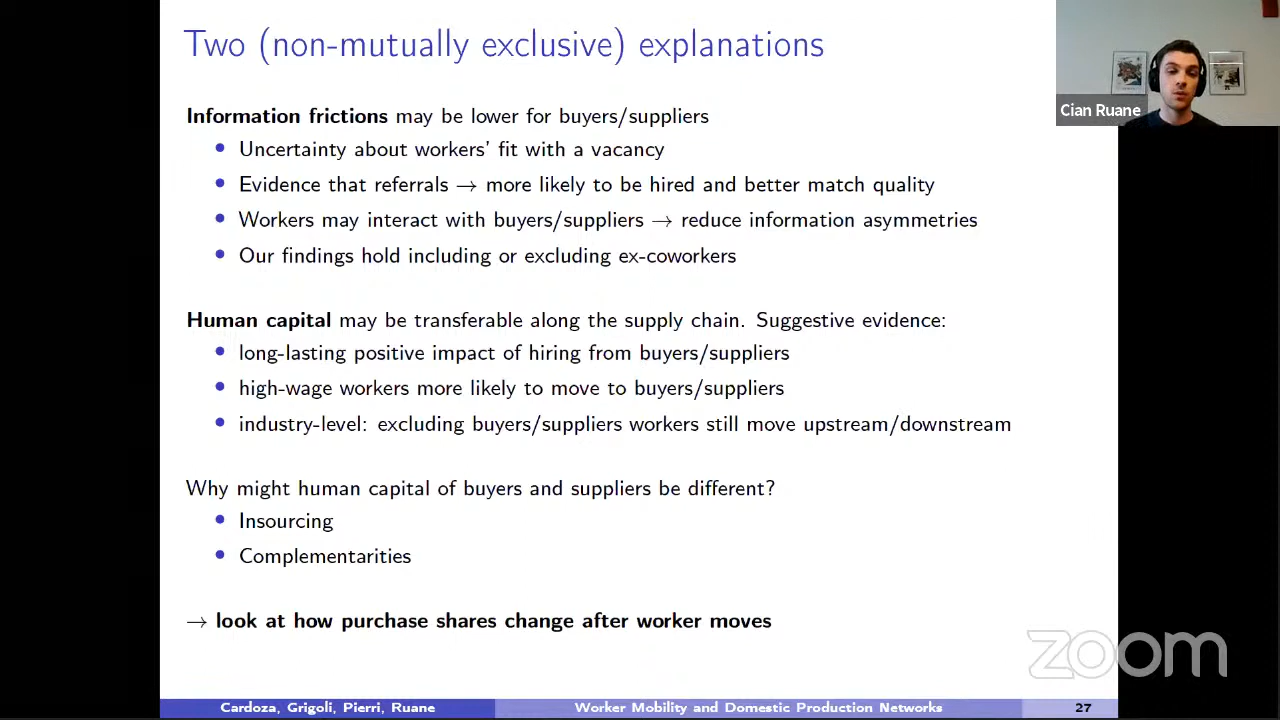 Two (non-mutually exclusive) explanations
Cian Ruane
Information frictions may be lower for buyers/suppliers
• Uncertainty about workers' fit with a vacancy
• Evidence that referrals → more likely to be hired and better match quality
• Workers may interact with buyers/suppliers → reduce information asymmetries
• Our findings hold including or excluding ex-coworkers
Human capital may be transferable along the supply chain. Suggestive evidence:
• long-lasting positive impact of hiring from buyers/suppliers
• high-wage workers more likely to move to buyers/suppliers
• industry-level: excluding buyers/suppliers workers still move upstream/downstream
Why might human capital of buyers and suppliers be different?
• Insourcing
• Complementarities
→ look at how purchase shares change after worker moves
zoom
Cardoza, Grigoli, Pierri, Ruane Worker Mobility and Domestic Production Networks 27